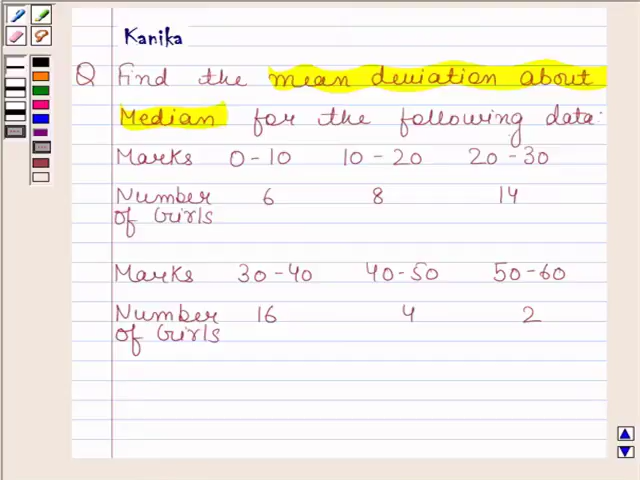 Kanika
Q Find the mean deviation about
Median for the following data:
Marks 0-10 10-20 20-30
Number 6 8 14
of Girls
Marks 30-40 40-50 50-60
Number 16 4 2
of Girls